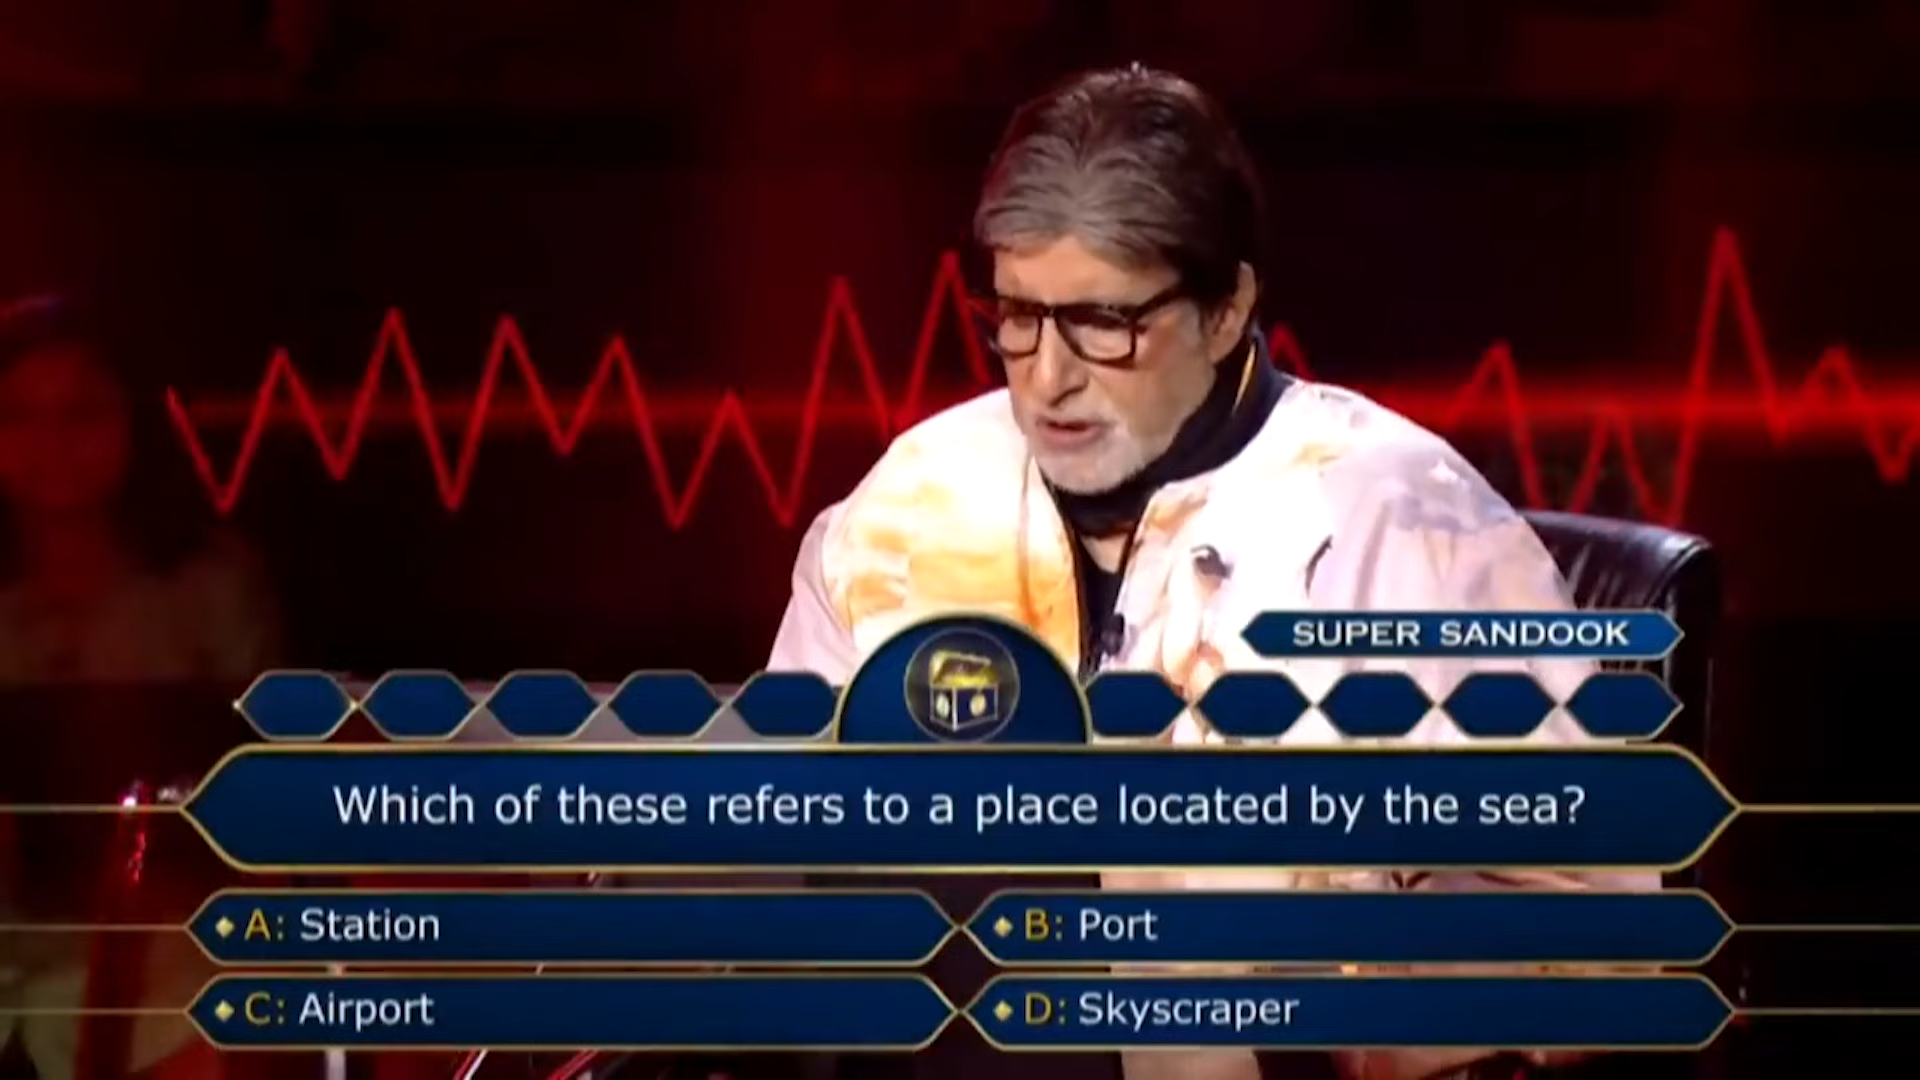 SUPER SANDOOK
Which of these refers to a place located by the sea?
A: Station
B: Port
C: Airport
D: Skyscraper